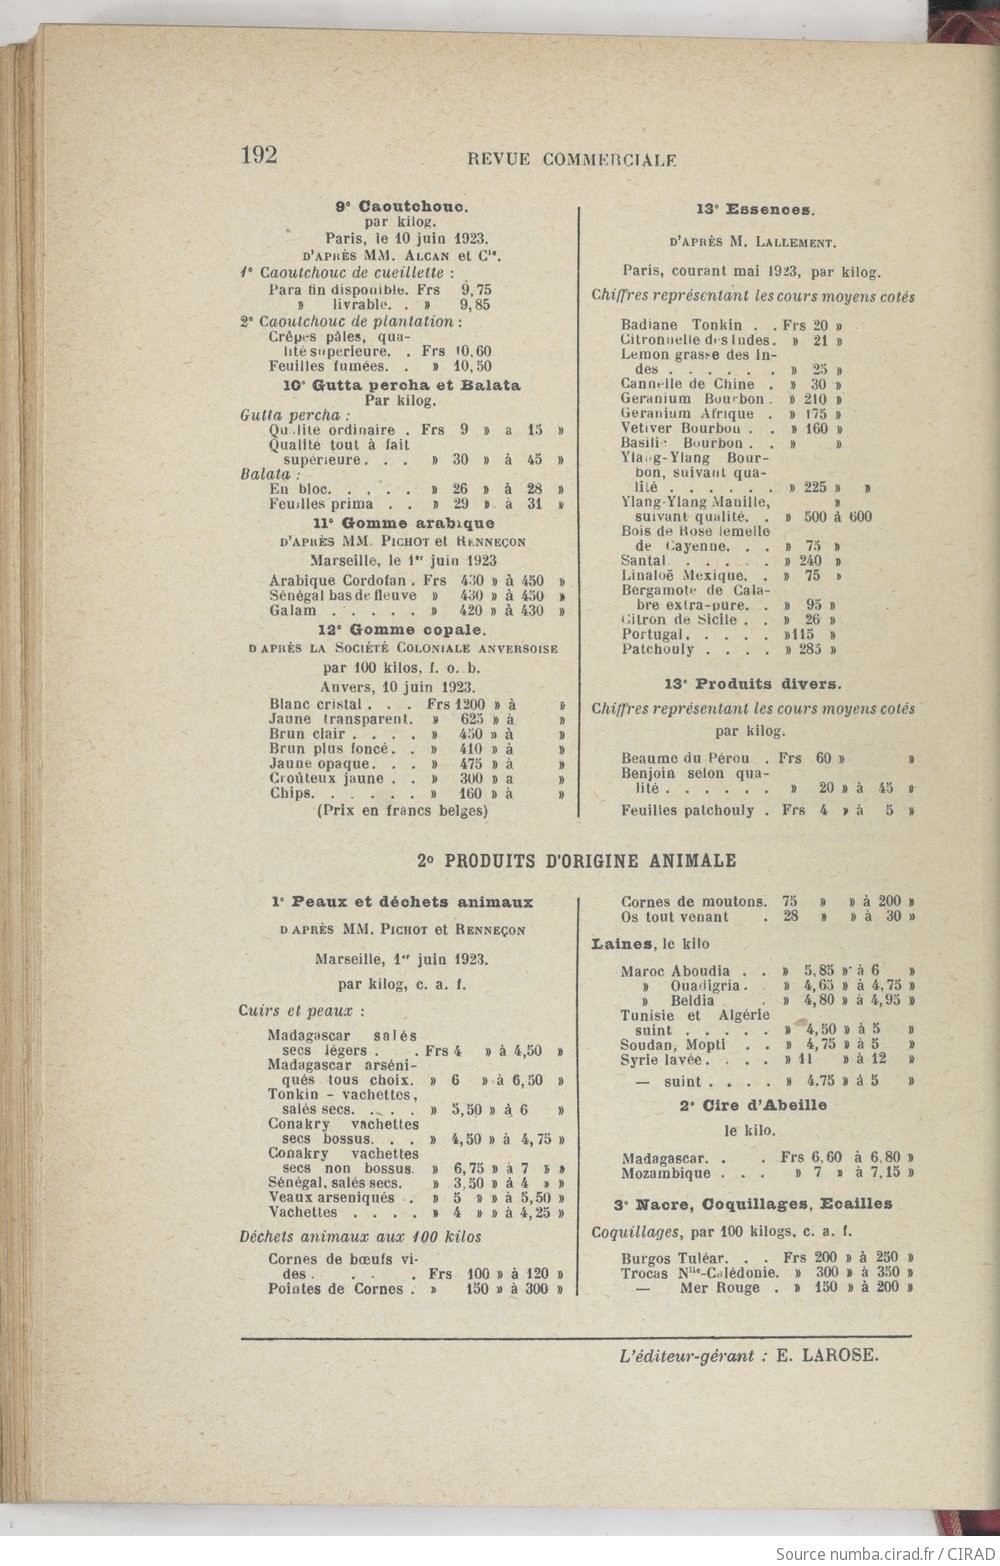 192
REVUE COMMERCIALE
9° Caoutchouc.
par kilog.
Paris, le 10 juin 1923.
D'APRÈS MM. ALCAN et Cie.
1° Caoutchouc de cueillette :
Para fin disponible. Frs 9,75
» livrable. . » 9,85
2° Caoutchouc de plantation :
Crêpes pâles, qua-
lité superieure. . Frs 10,60
Feuilles fumées. . » 10,50
10° Gutta percha et Balata
Par kilog.
Gutta percha :
Qualite ordinaire . Frs 9 » a 15 »
Qualite tout à fait
supérieure. . . » 30 » à 45 »
Balata :
En bloc. . . . . » 26 » à 28 »
Feuilles prima . . » 29 » à 31 »
11° Gomme arabique
D'APRÈS MM. PICHOT et RENNEÇON
Marseille, le 1er juin 1923
Arabique Cordofan . Frs 430 » à 450 »
Sénégal bas de fleuve » 430 » à 450 »
Galam . . . . . » 420 » à 430 »
12° Gomme copale.
D APRÈS LA SOCIÉTÉ COLONIALE ANVERSOISE
par 100 kilos, f. o. b.
Anvers, 10 juin 1923.
Blanc cristal . . . Frs 1200 » à »
Jaune transparent. » 625 » à »
Brun clair . . . . » 450 » à »
Brun plus foncé. . » 410 » à »
Jaune opaque. . . » 475 » à »
Croûteux jaune . . » 300 » a »
Chips. . . . . . » 160 » à »
(Prix en francs belges)
13° Essences.
D'APRÈS M. LALLEMENT.
Paris, courant mai 1923, par kilog.
Chiffres représentant les cours moyens cotés
Badiane Tonkin . . Frs 20 »
Citronnelle des Indes. » 21 »
Lemon grasse des In-
des . . . . . . » 25 »
Cannelle de Chine . » 30 »
Geranium Bourbon . » 210 »
Geranium Afrique . » 175 »
Vetiver Bourbon . . » 160 »
Basilic Bourbon . . » »
Ylang-Ylang Bour-
bon, suivant qua-
lité . . . . . . » 225 » »
Ylang-Ylang Manille, »
suivant qualité. . » 500 à 600
Bois de Rose femelle
de Cayenne. . . » 75 »
Santal . . . . . » 240 »
Linaloë Mexique. . » 75 »
Bergamote de Cala-
bre extra-pure. . » 95 »
Citron de Sicile . . » 26 »
Portugal. . . . . » 115 »
Patchouly . . . . » 285 »
13° Produits divers.
Chiffres représentant les cours moyens cotés
par kilog.
Beaume du Pérou . Frs 60 » »
Benjoin selon qua-
lité . . . . . . » 20 » à 45 »
Feuilles patchouly . Frs 4 » à 5 »
2° PRODUITS D'ORIGINE ANIMALE
1° Peaux et déchets animaux
D APRÈS MM. PICHOT et RENNEÇON
Marseille, 1er juin 1923.
par kilog, c. a. f.
Cuirs et peaux :
Madagascar salés
secs légers . . Frs 4 » à 4,50 »
Madagascar arséni-
qués tous choix. » 6 » à 6,50 »
Tonkin - vachettes,
salés secs. . . . » 5,50 » à 6 »
Conakry vachettes
secs bossus. . . » 4,50 » à 4,75 »
Conakry vachettes
secs non bossus. » 6,75 » à 7 » »
Sénégal, salés secs. » 3,50 » à 4 » »
Veaux arseniqués . » 5 » » à 5,50 »
Vachettes . . . . » 4 » » à 4,25 »
Déchets animaux aux 100 kilos
Cornes de bœufs vi-
des . . . . Frs 100 » à 120 »
Pointes de Cornes . » 150 » à 300 »
Cornes de moutons. 75 » » à 200 »
Os tout venant . 28 » » à 30 »
Laines, le kilo
Maroc Aboudia . . » 5,85 » à 6 »
» Ouadigria. . » 4,65 » à 4,75 »
» Beldia . » 4,80 » à 4,95 »
Tunisie et Algérie
suint . . . . . » 4,50 » à 5 »
Soudan, Mopti . . » 4,75 » à 5 »
Syrie lavée. . . . » 11 » à 12 »
— suint . . . . » 4,75 » à 5 »
2° Cire d'Abeille
le kilo.
Madagascar. . . Frs 6,60 à 6,80 »
Mozambique . . . » 7 » à 7,15 »
3° Nacre, Coquillages, Ecailles
Coquillages, par 100 kilogs, c. a. f.
Burgos Tuléar. . . Frs 200 » à 250 »
Trocas Nlle-Calédonie. » 300 » à 350 »
— Mer Rouge . » 150 » à 200 »
L'éditeur-gérant : E. LAROSE.
Source numba.cirad.fr / CIRAD